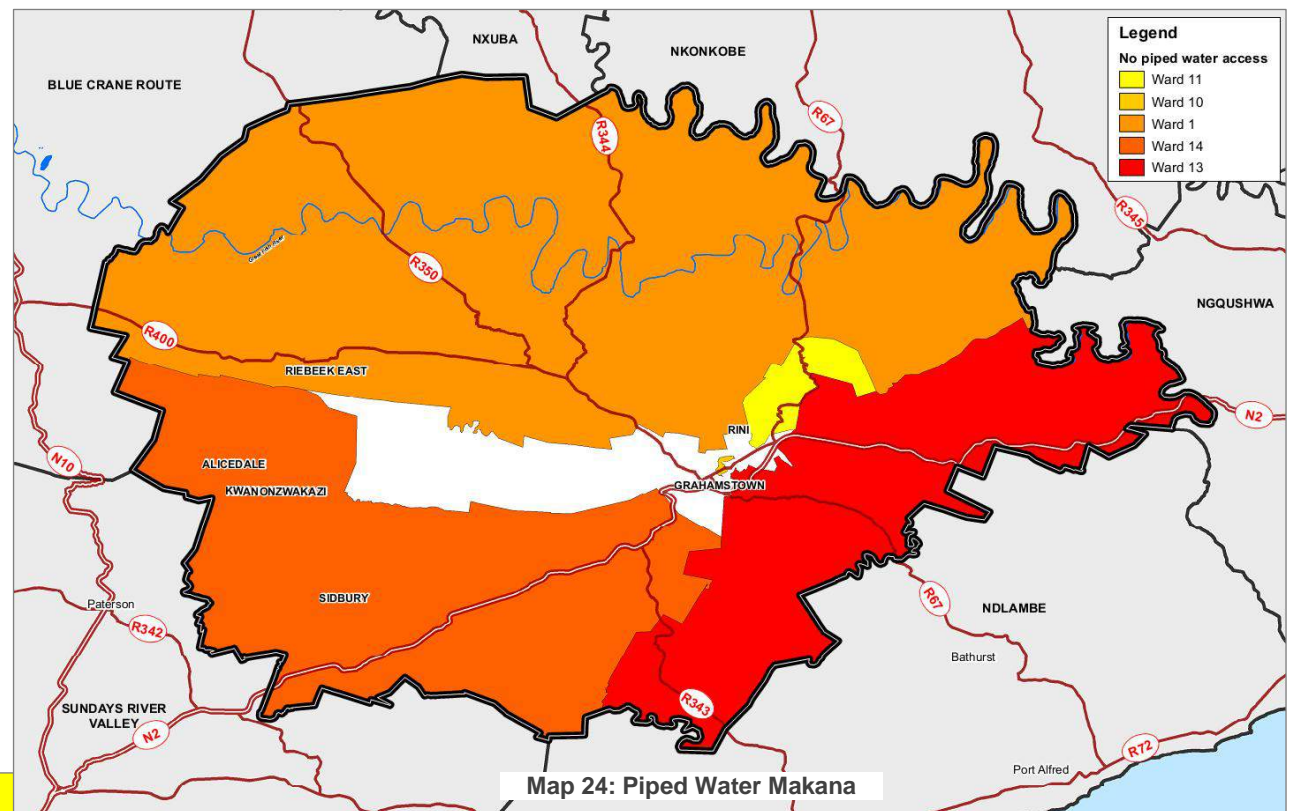 NXUBA
NKONKOBE
BLUE CRANE ROUTE
Legend
No piped water access
Ward 11
Ward 10
Ward 1
Ward 14
Ward 13
R67
R344
R345
R350
NGQUSHWA
R400
RIEBEEK EAST
N2
RINI
N10
ALICEDALE
KWANONZWAKAZI
GRAHAMSTOWN
SIDBURY
Paterson
R342
R67
NDLAMBE
Bathurst
SUNDAYS RIVER
VALLEY
N2
R343
R72
Port Alfred
Map 24: Piped Water Makana